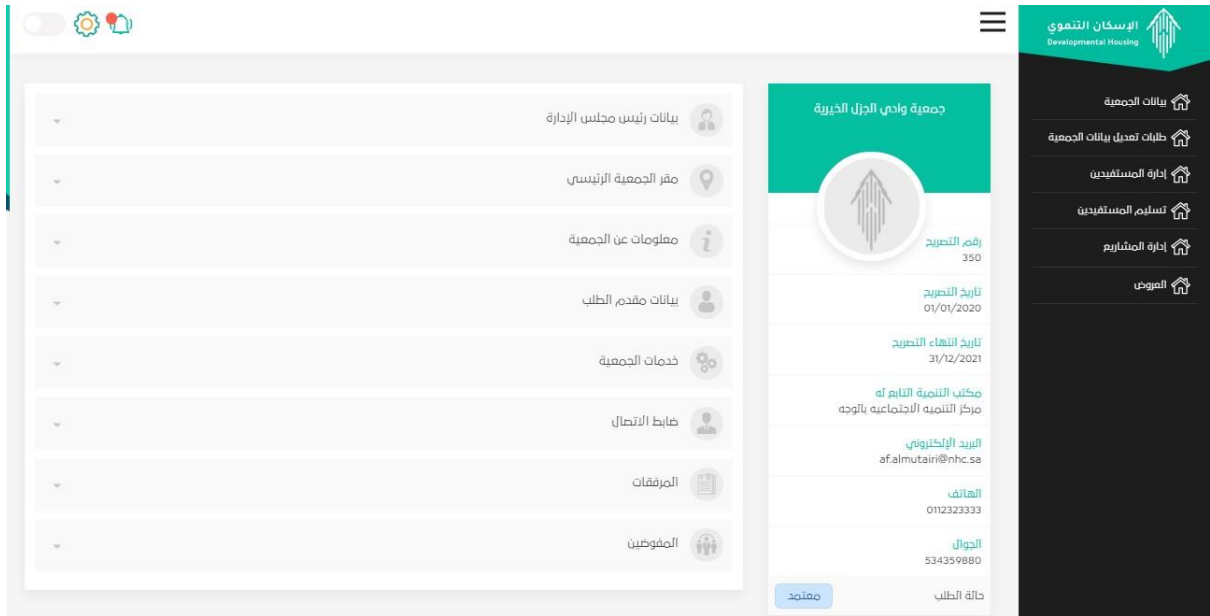 الإسكان التنموي
Developmental Housing
بيانات الجمعية
طلبات تعديل بيانات الجمعية
إدارة المستفيدين
تسليم المستفيدين
إدارة المشاريع
العروض
جمعية وادي الجزل الخيرية
رقم التصريح
350
تاريخ التصريح
01/01/2020
تاريخ انتهاء التصريح
31/12/2021
مكتب التنمية التابع له
مركز التنميه الاجتماعيه بالوجه
البريد الإلكتروني
af.almutairi@nhc.sa
الهاتف
0112323333
الجوال
534359880
حالة الطلب
معتمد
بيانات رئيس مجلس الإدارة
مقر الجمعية الرئيسي
معلومات عن الجمعية
بيانات مقدم الطلب
خدمات الجمعية
ضابط الاتصال
المرفقات
المفوضين